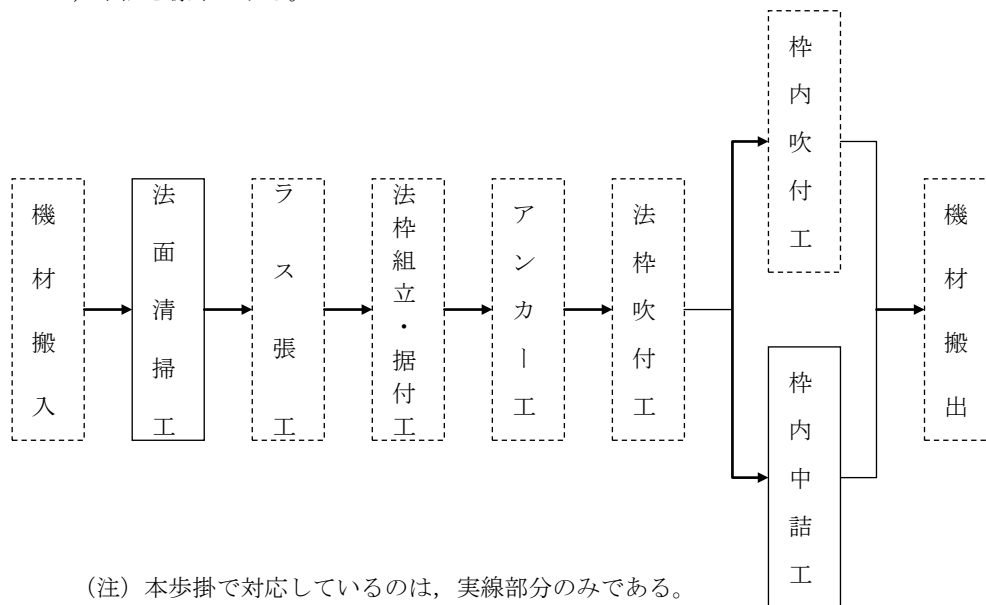 機材搬入
法面清掃工
ラス張工
法枠組立・据付工
アンカー工
法枠吹付工
枠内吹付工
枠内中詰工
機材搬出
(注)本歩掛で対応しているのは，実線部分のみである。